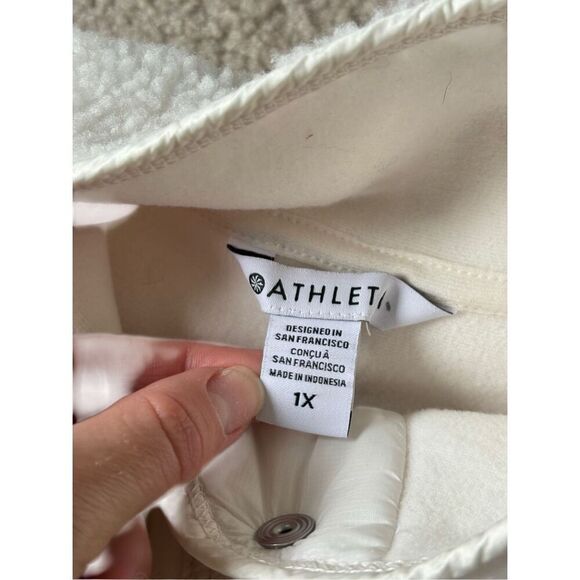 ATHLETA
DESIGNED IN
SAN FRANCISCO
CONÇU À
SAN FRANCISCO
MADE IN INDONESIA
1X